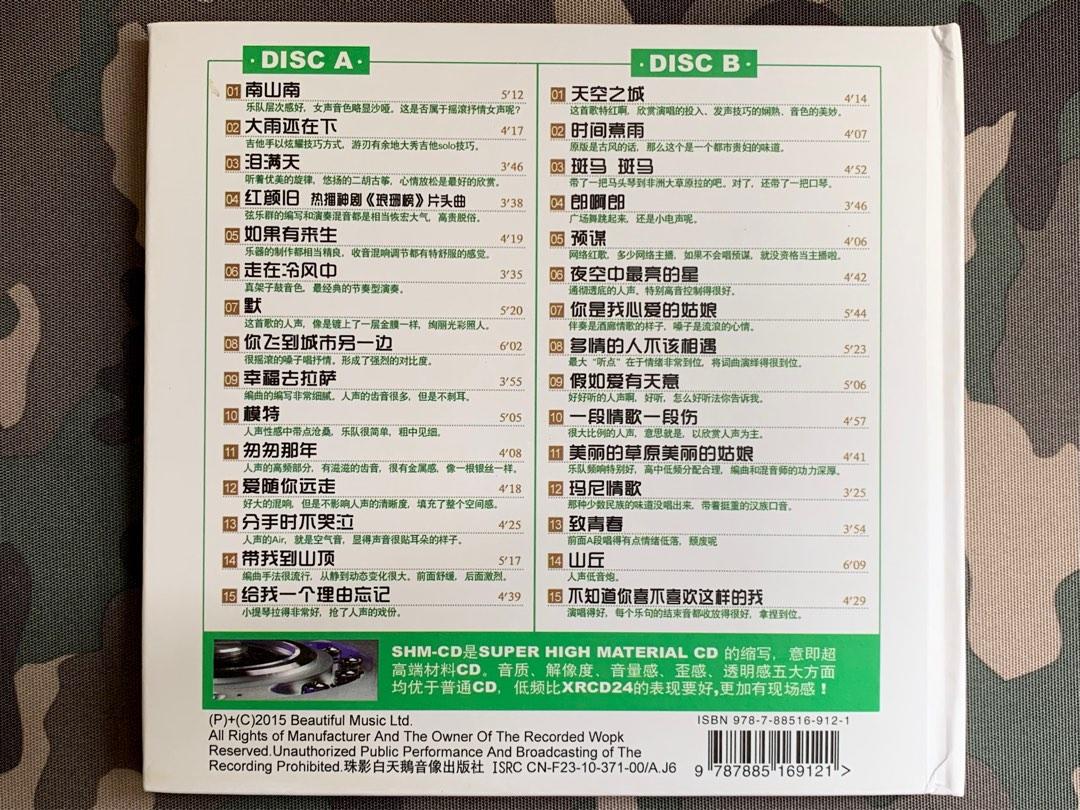 · DISC A ·
01 南山南 5'12
乐队层次感好，女声音色略显沙哑。这是否属于摇滚抒情女声呢?
02 大雨还在下 4'17
吉他手以炫耀技巧方式，游刃有余地大秀吉他solo技巧。
03 泪满天 3'46
听着优美的旋律，悠扬的二胡古筝，心情放松是最好的欣赏。
04 红颜旧 热播神剧《琅琊榜》片头曲 3'38
弦乐群的编写和演奏混音都是相当恢宏大气，高贵脱俗。
05 如果有来生 4'19
乐器的制作都相当精良，收音混响调节都有特舒服的感觉。
06 走在冷风中 3'35
真架子鼓音色，最经典的节奏型演奏。
07 默 5'20
这首歌的人声，像是镀上了一层金膜一样，绚丽光彩照人。
08 你飞到城市另一边 6'02
很摇滚的嗓子唱抒情。形成了强烈的对比度。
09 幸福去拉萨 3'55
编曲的编写非常细腻。人声的齿音很多，但是不刺耳。
10 模特 5'05
人声性感中带点沧桑，乐队很简单，粗中见细。
11 匆匆那年 4'08
人声的高频部分，有滋滋的齿音，很有金属感，像一根银丝一样。
12 爱随你远走 4'18
好大的混响，但是不影响人声的清晰度，填充了整个空间感。
13 分手时不哭泣 4'25
人声的Air，就是空气音，显得声音很贴耳朵的样子。
14 带我到山顶 5'17
编曲手法很流行，从静到动态变化很大。前面舒缓，后面激烈。
15 给我一个理由忘记 4'39
小提琴拉得非常好，抢了人声的戏份。
· DISC B ·
01 天空之城 4'14
这首歌特红啊，欣赏演唱的投入、发声技巧的娴熟、音色的美妙。
02 时间煮雨 4'07
原版是古风的话，那么这个是一个都市贵妇的味道。
03 斑马 斑马 4'52
带了一把马头琴到非洲大草原拉的吧。对了，还带了一把口琴。
04 郎啊郎 3'46
广场舞跳起来，还是小电声呢。
05 预谋 4'06
网络红歌，多少网络主播，如果不会唱预谋，就没资格当主播啦。
06 夜空中最亮的星 4'42
通彻透底的人声。特别高音控制得很好。
07 你是我心爱的姑娘 5'44
伴奏是酒廊情歌的样子，嗓子是流浪的心情。
08 多情的人不该相遇 5'23
最大“听点”在于情绪非常到位，将词曲演绎得很到位。
09 假如爱有天意 5'06
好好听的人声啊，好听，怎么好听法你告诉我。
10 一段情歌一段伤 4'57
很大比例的人声，意思就是，以欣赏人声为主。
11 美丽的草原美丽的姑娘 4'41
乐队频响特别好，高中低频分配合理，编曲和混音师的功力深厚。
12 玛尼情歌 3'25
那种少数民族的味道没唱出来，带着挺重的汉族口音。
13 致青春 3'54
前面A段唱得有点情绪低落，颓废呢
14 山丘 6'09
人声低音炮。
15 不知道你喜不喜欢这样的我 4'29
演唱得好，每个乐句的结束音都收放得很好，拿捏到位。
SHM-CD是SUPER HIGH MATERIAL CD 的缩写，意即超
高端材料CD。音质、解像度、音量感、歪感、透明感五大方面
均优于普通CD，低频比XRCD24的表现要好,更加有现场感！
(P)+(C)2015 Beautiful Music Ltd.
All Rights of Manufacturer And The Owner Of The Recorded Wopk
Reserved.Unauthorized Public Performance And Broadcasting of The
Recording Prohibited.珠影白天鹅音像出版社 ISRC CN-F23-10-371-00/A.J6
ISBN 978-7-88516-912-1
9 787885 169121 >